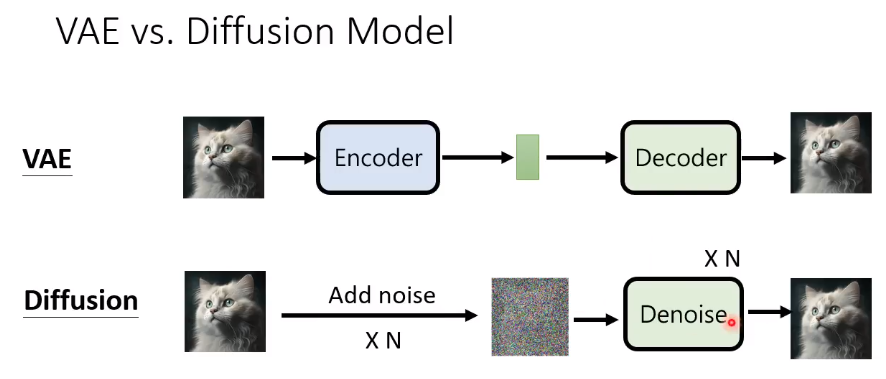 VAE vs. Diffusion Model
VAE
Encoder
Decoder
X N
Diffusion
Add noise
Denoise
X N